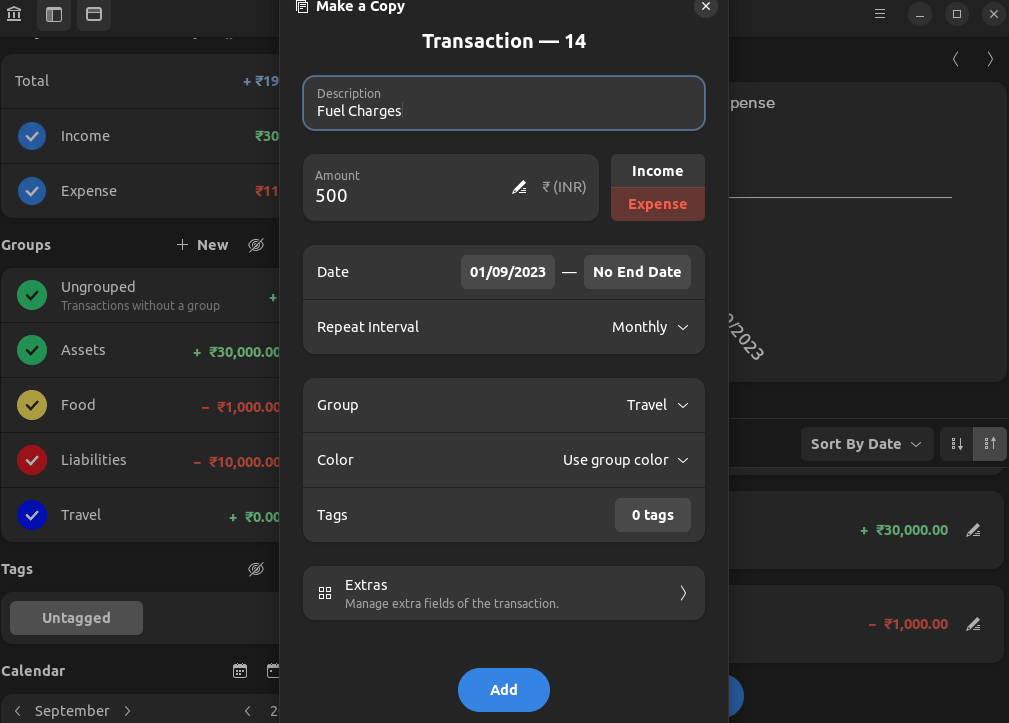 Make a Copy
Transaction — 14
Description
Fuel Charges
Amount
500
₹ (INR)
Income
Expense
Date
01/09/2023 — No End Date
Repeat Interval
Monthly
Group
Travel
Color
Use group color
Tags
0 tags
Extras
Manage extra fields of the transaction.
Add
Total
+ ₹19
Income
₹30
Expense
₹11
Groups
New
Ungrouped
Transactions without a group
+
Assets
+ ₹30,000.00
Food
− ₹1,000.00
Liabilities
− ₹10,000.00
Travel
+ ₹0.00
Tags
Untagged
Calendar
September
2
pense
9/2023
Sort By Date
+ ₹30,000.00
− ₹1,000.00